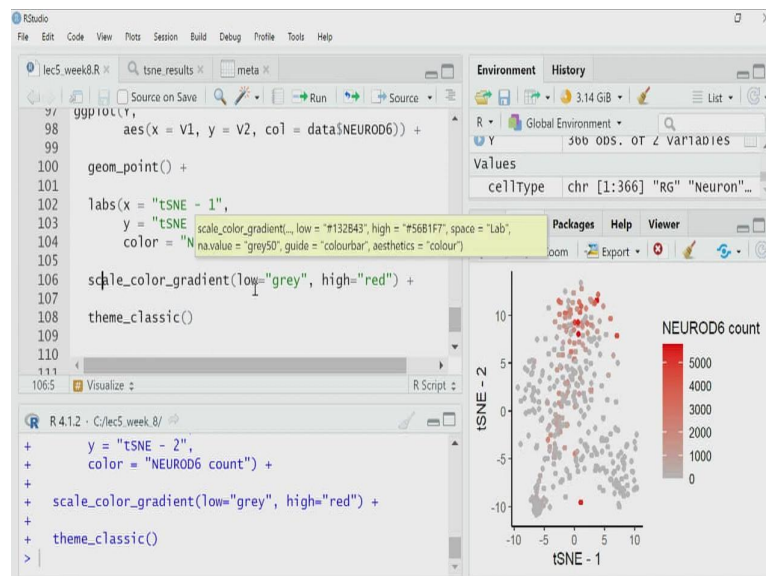 RStudio
File Edit Code View Plots Session Build Debug Profile Tools Help
lec5_week8.R × tsne_results × meta ×
Source on Save Run Source
97 ggplot(Y,
98 aes(x = V1, y = V2, col = data$NEUROD6)) +
99
100 geom_point() +
101
102 labs(x = "tSNE - 1",
103 y = "tSNE
104 color = "N
105
106 scale_color_gradient(low="grey", high="red") +
107
108 theme_classic()
109
110
111
scale_color_gradient(..., low = "#132B43", high = "#56B1F7", space = "Lab",
na.value = "grey50", guide = "colourbar", aesthetics = "colour")
106:5 # Visualize R Script
R 4.1.2 · C:/lec5_week_8/
+ y = "tSNE - 2",
+ color = "NEUROD6 count") +
+
+ scale_color_gradient(low="grey", high="red") +
+
+ theme_classic()
>
Environment History
3.14 GiB List
R Global Environment
Y 366 obs. of 2 variables
Values
cellType chr [1:366] "RG" "Neuron"...
Packages Help Viewer
oom Export
tSNE - 2
10
5
0
-5
-10
-10 -5 0 5 10
tSNE - 1
NEUROD6 count
5000
4000
3000
2000
1000
0